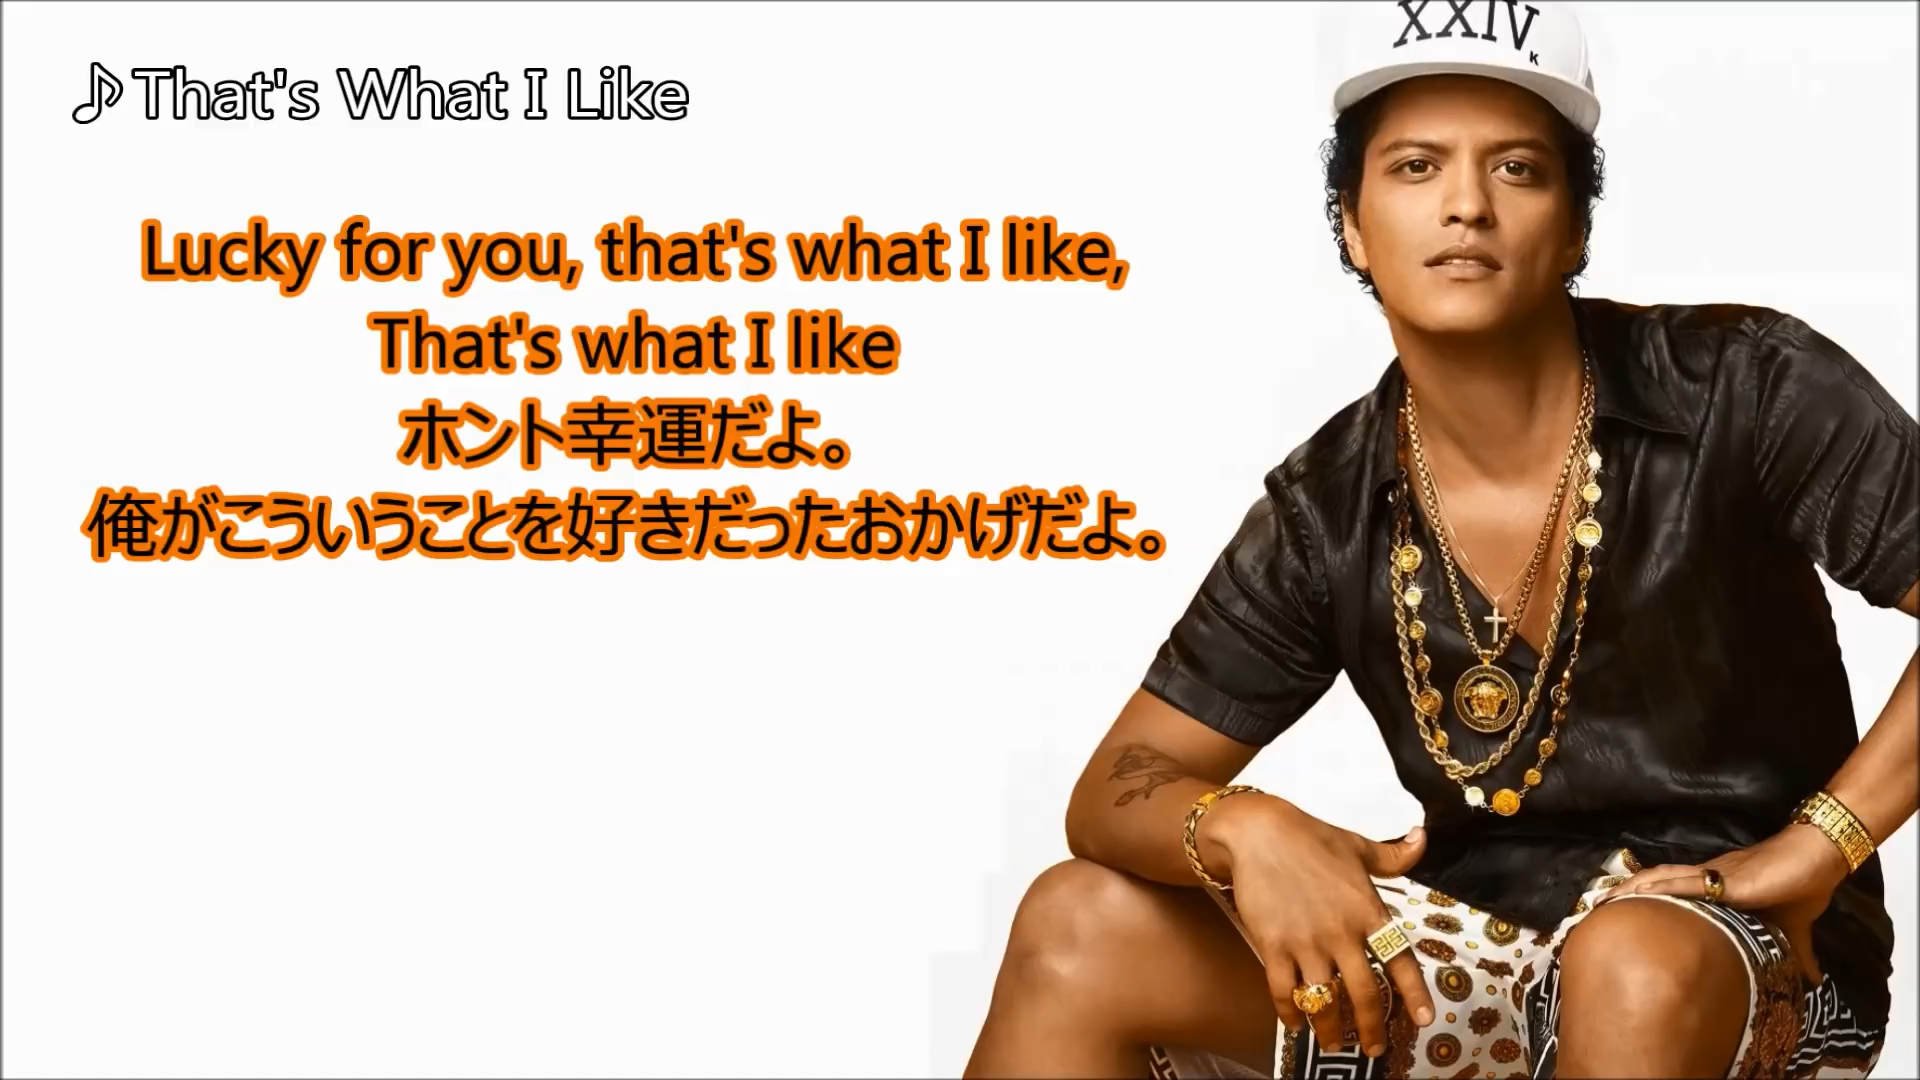 ♪That's What I Like
XXIV
K
Lucky for you, that's what I like,
That's what I like
ホント幸運だよ。
俺がこういうことを好きだったおかげだよ。